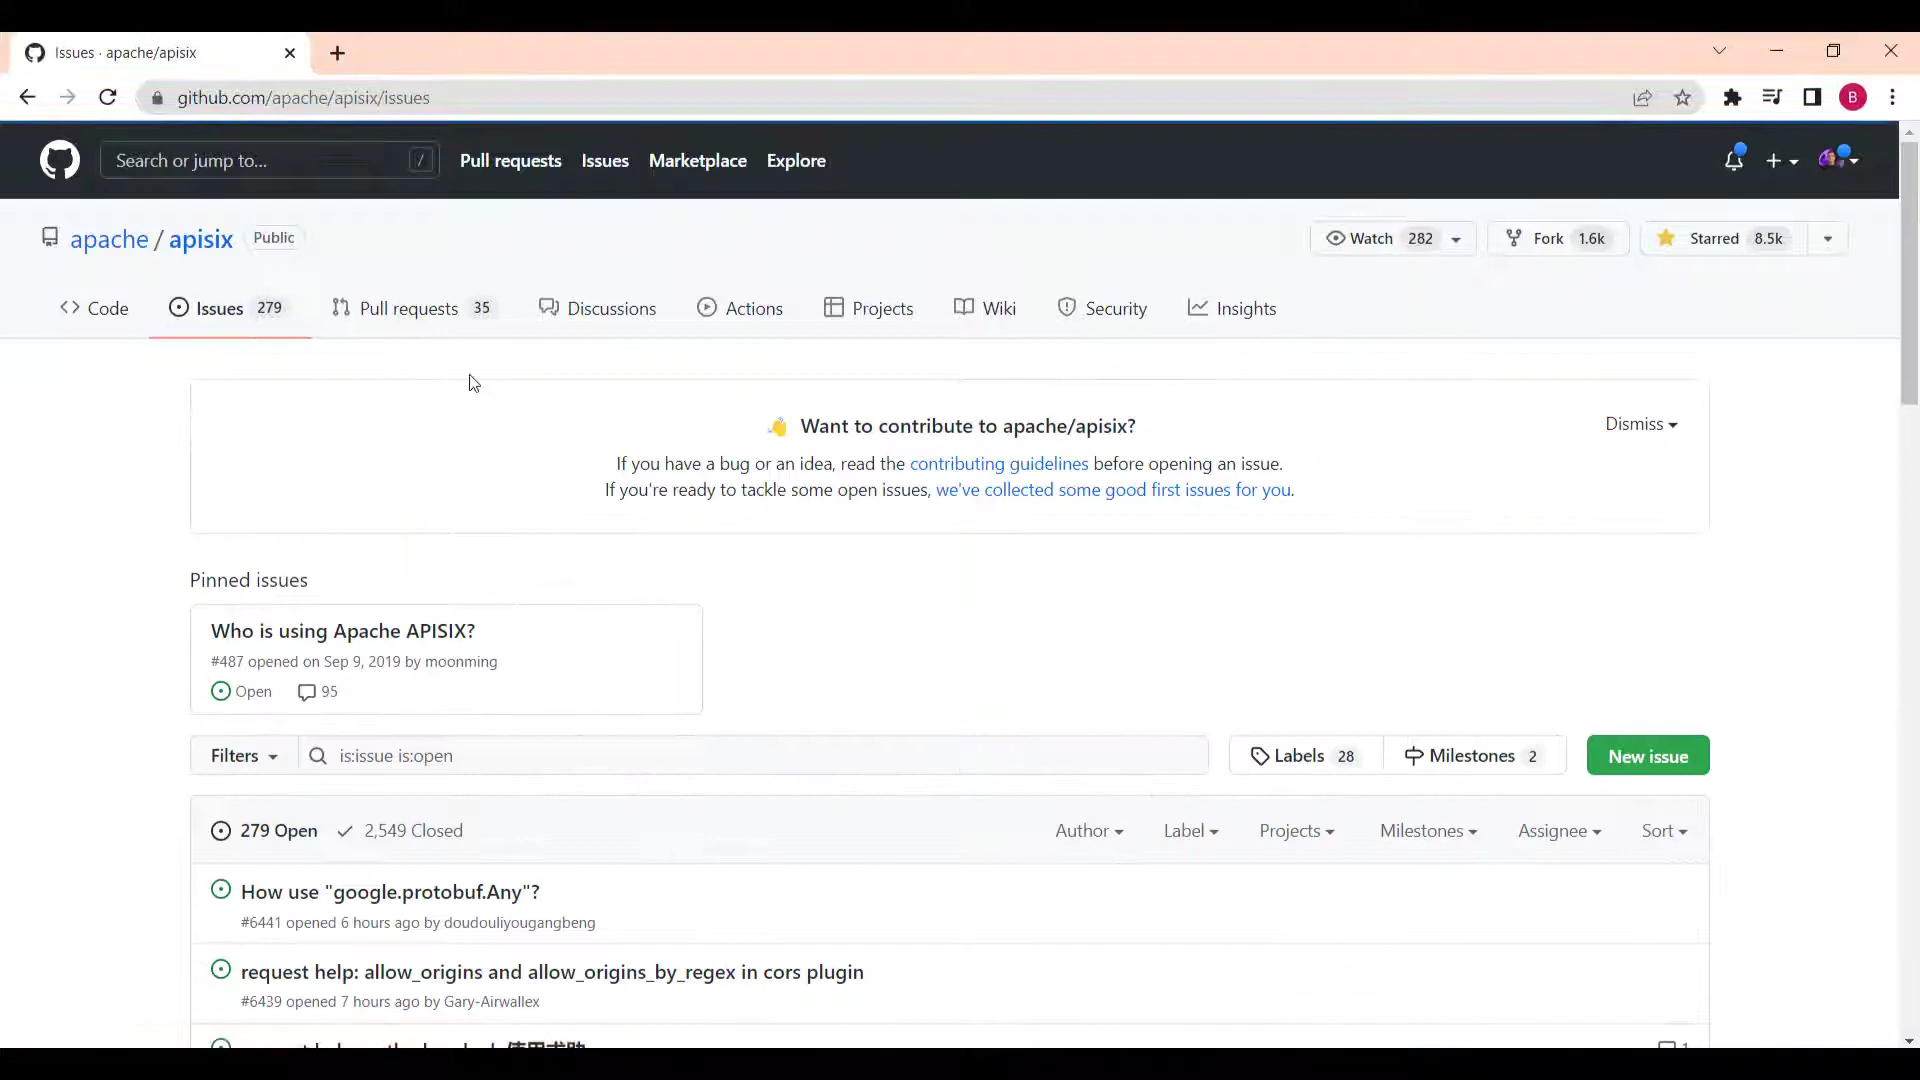 Issues · apache/apisix
github.com/apache/apisix/issues
B
Search or jump to... /
Pull requests Issues Marketplace Explore
apache / apisix Public
Watch 282 Fork 1.6k Starred 8.5k
Code Issues 279 Pull requests 35 Discussions Actions Projects Wiki Security Insights
Want to contribute to apache/apisix?
Dismiss
If you have a bug or an idea, read the contributing guidelines before opening an issue.
If you're ready to tackle some open issues, we've collected some good first issues for you.
Pinned issues
Who is using Apache APISIX?
#487 opened on Sep 9, 2019 by moonming
Open 95
Filters is:issue is:open Labels 28 Milestones 2 New issue
279 Open 2,549 Closed Author Label Projects Milestones Assignee Sort
How use "google.protobuf.Any"?
#6441 opened 6 hours ago by doudouliyougangbeng
request help: allow_origins and allow_origins_by_regex in cors plugin
#6439 opened 7 hours ago by Gary-Airwallex